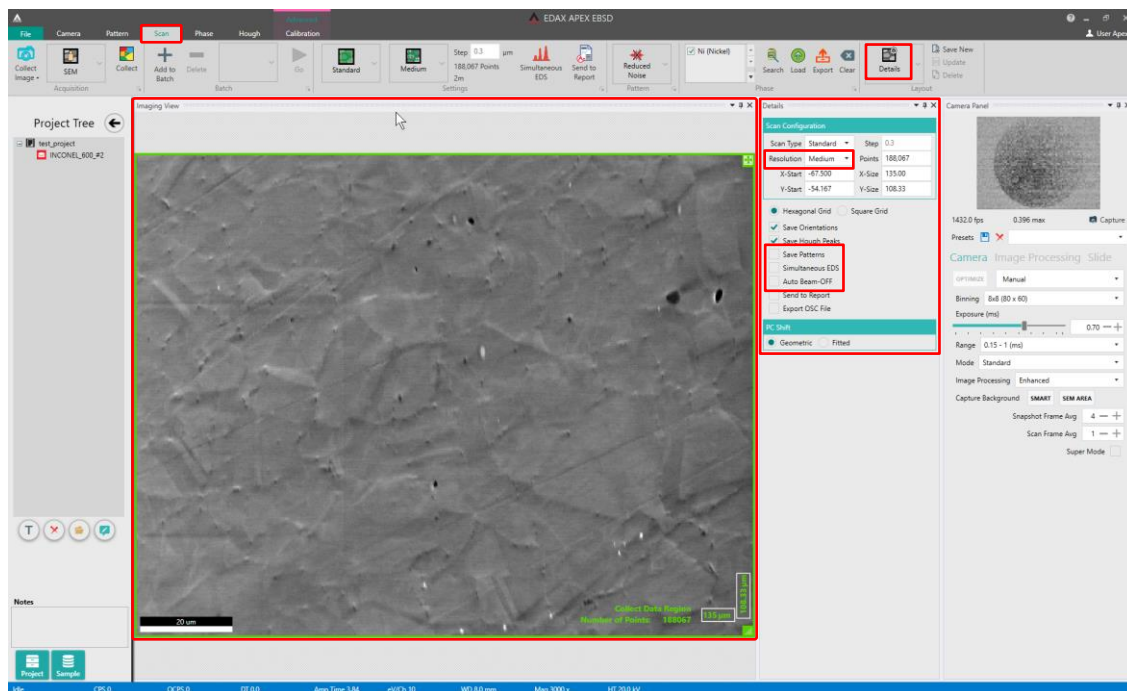 EDAX APEX EBSD
Advanced
File Camera Pattern Scan Phase Hough Calibration
User Apex
Collect Image
SEM
Collect
Acquisition
Add to Batch
Delete
Batch
Go
Standard
Medium
Step 0.3 µm
188,067 Points
2m
Simultaneous EDS
Send to Report
Settings
Reduced Noise
Pattern
Ni (Nickel)
Search Load Export Clear
Phase
Details
Save New
Update
Delete
Layout
Project Tree
test_project
INCONEL_600_#2
T
Notes
Project Sample
Imaging View
20 um
Collect Data Region
Number of Points: 188067
135 µm
108.33 µm
Details
Scan Configuration
Scan Type Standard Step 0.3
Resolution Medium Points 188,067
X-Start -67.500 X-Size 135.00
Y-Start -54.167 Y-Size 108.33
Hexagonal Grid Square Grid
Save Orientations
Save Hough Peaks
Save Patterns
Simultaneous EDS
Auto Beam-OFF
Send to Report
Export OSC File
PC Shift
Geometric Fitted
Camera Panel
1432.0 fps 0.396 max Capture
Presets
Camera Image Processing Slide
OPTIMIZE Manual
Binning 8x8 (80 x 60)
Exposure (ms)
0.70
Range 0.15 - 1 (ms)
Mode Standard
Image Processing Enhanced
Capture Background SMART SEM AREA
Snapshot Frame Avg 4
Scan Frame Avg 1
Super Mode
Idle CPS 0 OCPS 0 DT 0.0 Amp Time 3.84 eV/Ch 10 WD 8.0 mm Mag 3000 x HT 20.0 kV